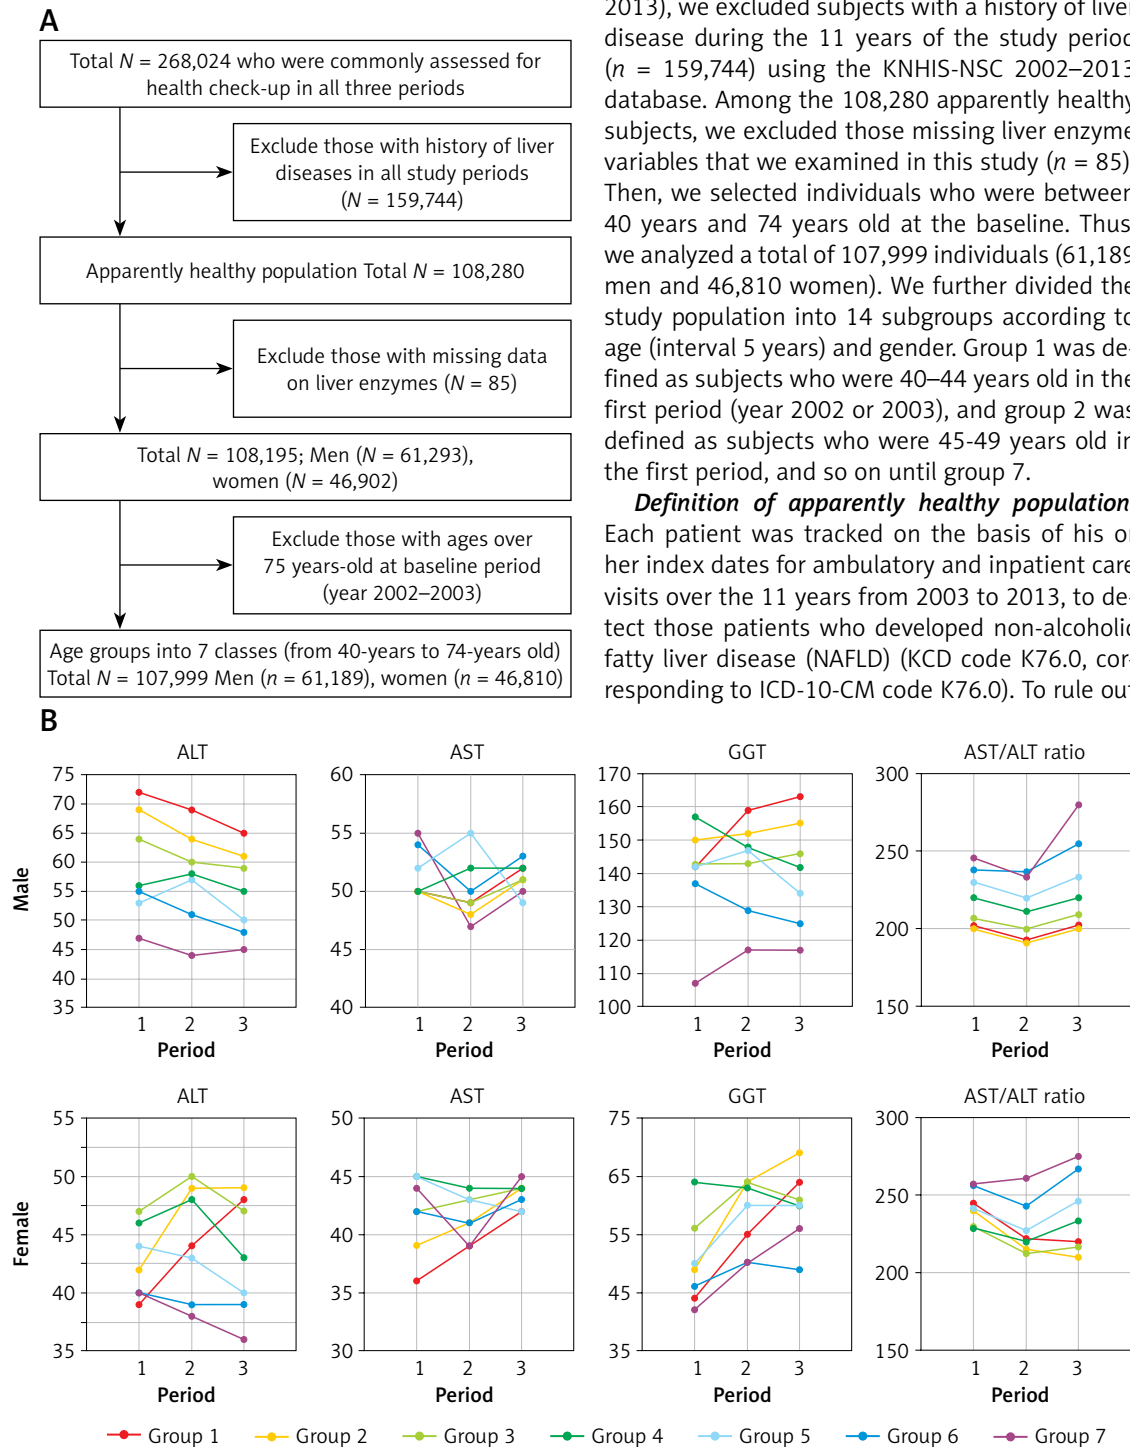 A
Total N = 268,024 who were commonly assessed for
health check-up in all three periods
Exclude those with history of liver
diseases in all study periods
(N = 159,744)
Apparently healthy population Total N = 108,280
Exclude those with missing data
on liver enzymes (N = 85)
Total N = 108,195; Men (N = 61,293),
women (N = 46,902)
Exclude those with ages over
75 years-old at baseline period
(year 2002–2003)
Age groups into 7 classes (from 40-years to 74-years old)
Total N = 107,999 Men (n = 61,189), women (n = 46,810)
2013), we excluded subjects with a history of liver
disease during the 11 years of the study period
(n = 159,744) using the KNHIS-NSC 2002–2013
database. Among the 108,280 apparently healthy
subjects, we excluded those missing liver enzyme
variables that we examined in this study (n = 85)
Then, we selected individuals who were between
40 years and 74 years old at the baseline. Thus
we analyzed a total of 107,999 individuals (61,189
men and 46,810 women). We further divided the
study population into 14 subgroups according to
age (interval 5 years) and gender. Group 1 was de-
fined as subjects who were 40–44 years old in the
first period (year 2002 or 2003), and group 2 was
defined as subjects who were 45-49 years old in
the first period, and so on until group 7.
Definition of apparently healthy population
Each patient was tracked on the basis of his or
her index dates for ambulatory and inpatient care
visits over the 11 years from 2003 to 2013, to de-
tect those patients who developed non-alcoholic
fatty liver disease (NAFLD) (KCD code K76.0, cor-
responding to ICD-10-CM code K76.0). To rule out
B
Male
ALT
75
70
65
60
55
50
45
40
35
1 2 3
Period
AST
60
55
50
45
40
1 2 3
Period
GGT
170
160
150
140
130
120
110
100
1 2 3
Period
AST/ALT ratio
300
250
200
150
1 2 3
Period
Female
ALT
55
50
45
40
35
1 2 3
Period
AST
50
45
40
35
30
1 2 3
Period
GGT
75
65
55
45
35
1 2 3
Period
AST/ALT ratio
300
250
200
150
1 2 3
Period
Group 1 Group 2 Group 3 Group 4 Group 5 Group 6 Group 7